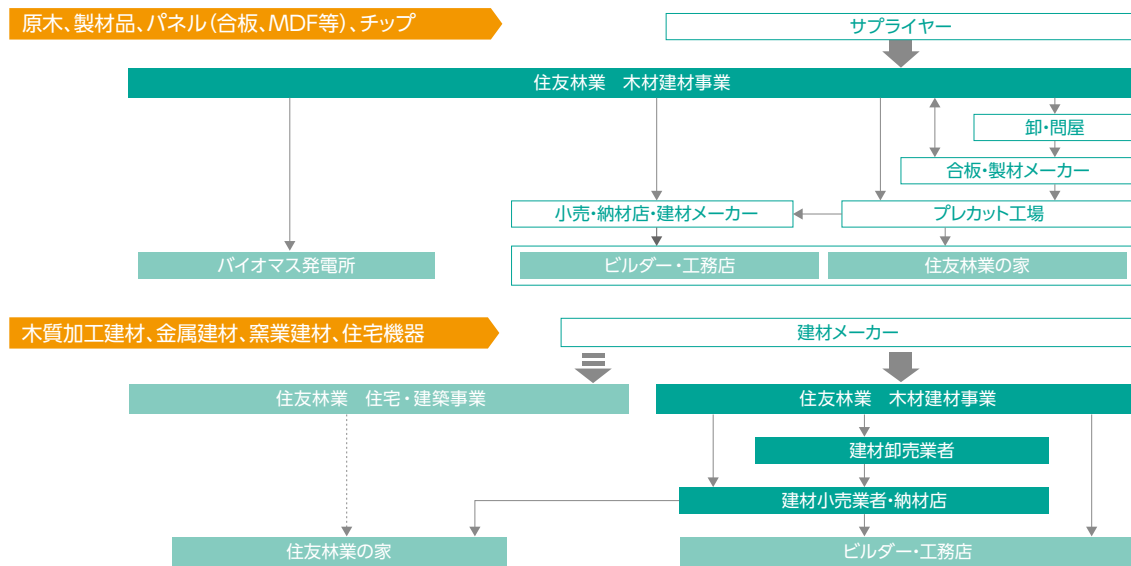 原木、製材品、パネル(合板、MDF等)、チップ
サプライヤー
住友林業　木材建材事業
卸・問屋
合板・製材メーカー
小売・納材店・建材メーカー
プレカット工場
バイオマス発電所
ビルダー・工務店
住友林業の家
木質加工建材、金属建材、窯業建材、住宅機器
建材メーカー
住友林業　住宅・建築事業
住友林業　木材建材事業
建材卸売業者
建材小売業者・納材店
住友林業の家
ビルダー・工務店